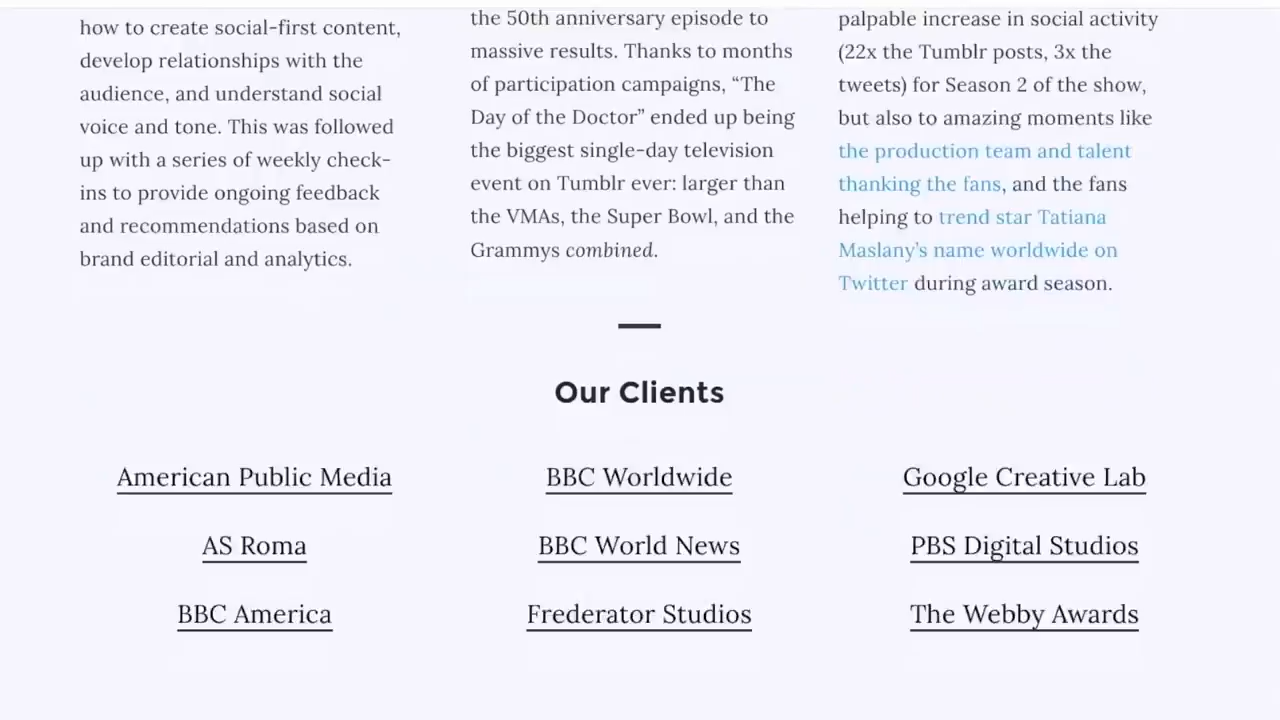 how to create social-first content,
develop relationships with the
audience, and understand social
voice and tone. This was followed
up with a series of weekly check-
ins to provide ongoing feedback
and recommendations based on
brand editorial and analytics.
the 50th anniversary episode to
massive results. Thanks to months
of participation campaigns, “The
Day of the Doctor” ended up being
the biggest single-day television
event on Tumblr ever: larger than
the VMAs, the Super Bowl, and the
Grammys combined.
palpable increase in social activity
(22x the Tumblr posts, 3x the
tweets) for Season 2 of the show,
but also to amazing moments like
the production team and talent
thanking the fans, and the fans
helping to trend star Tatiana
Maslany’s name worldwide on
Twitter during award season.
Our Clients
American Public Media
AS Roma
BBC America
BBC Worldwide
BBC World News
Frederator Studios
Google Creative Lab
PBS Digital Studios
The Webby Awards